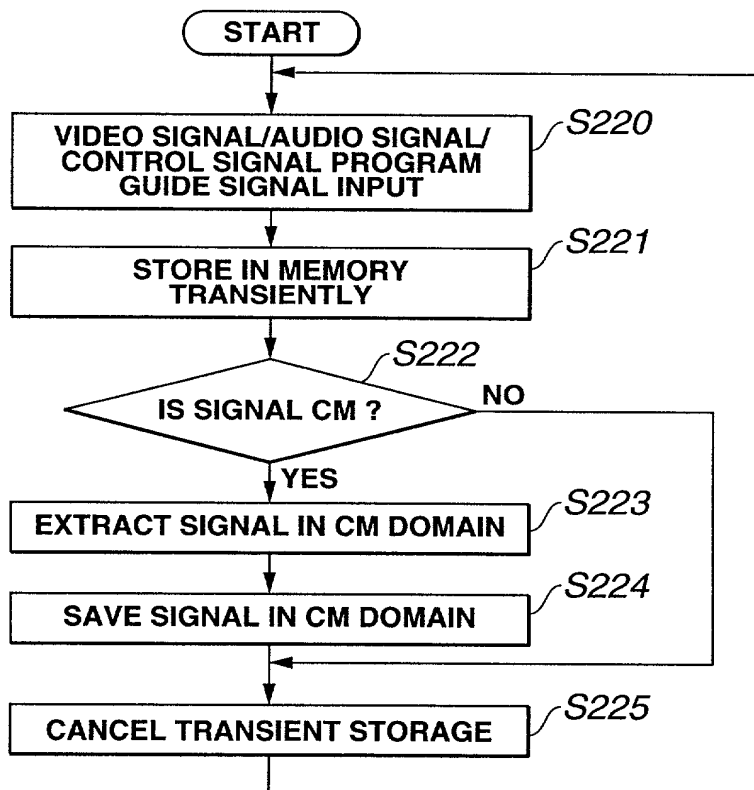 START
VIDEO SIGNAL/AUDIO SIGNAL/
CONTROL SIGNAL PROGRAM
GUIDE SIGNAL INPUT
S220
STORE IN MEMORY
TRANSIENTLY
S221
IS SIGNAL CM ?
S222
NO
YES
EXTRACT SIGNAL IN CM DOMAIN
S223
SAVE SIGNAL IN CM DOMAIN
S224
CANCEL TRANSIENT STORAGE
S225